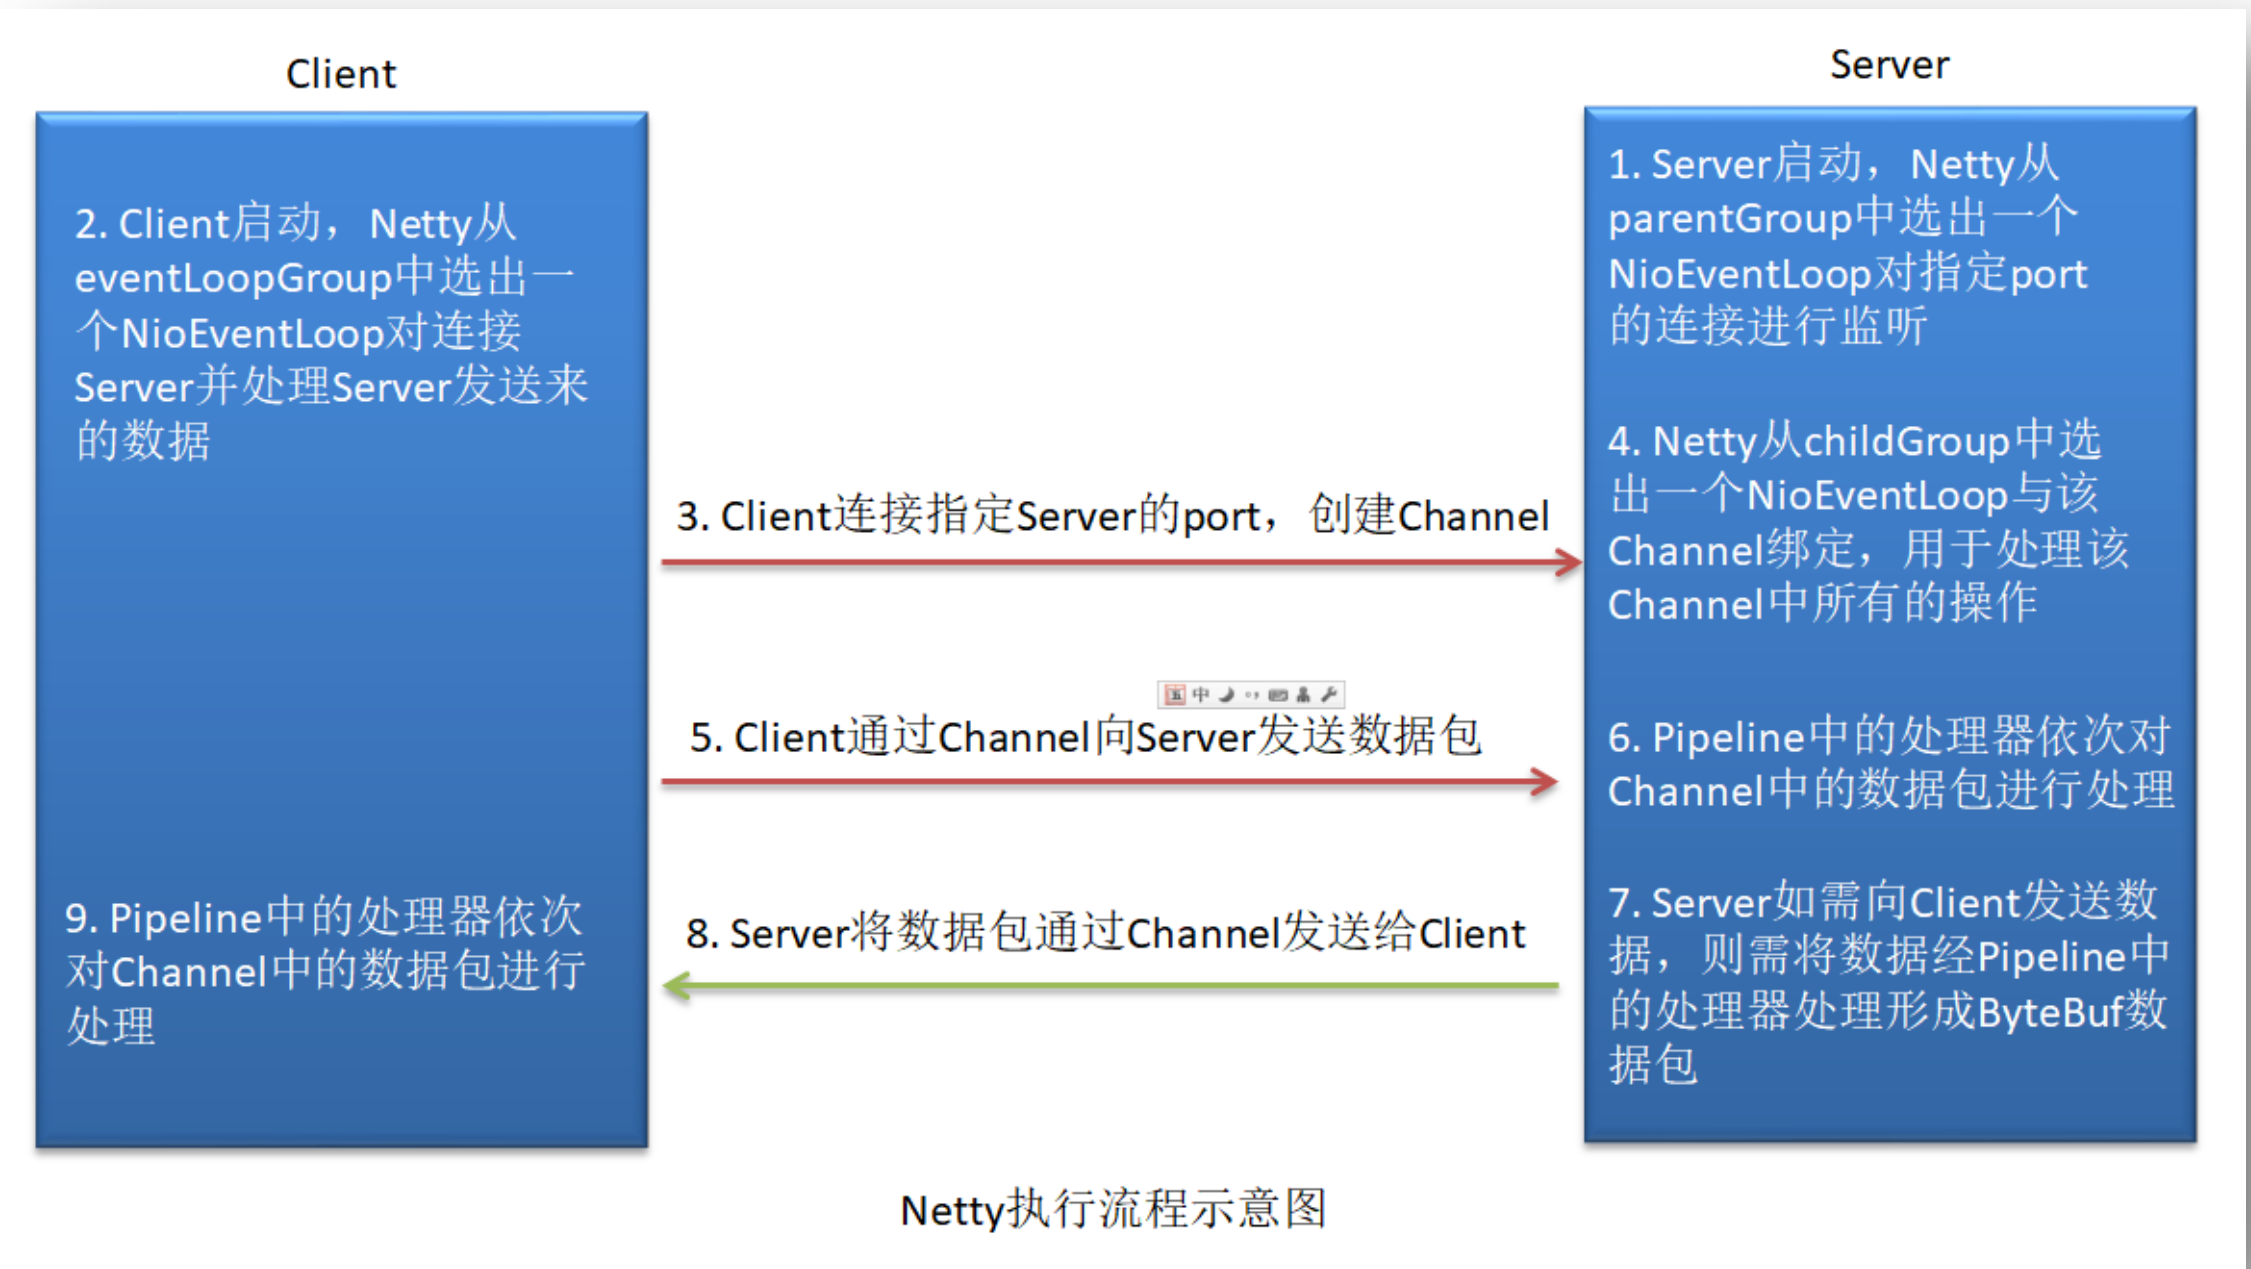 Client
Server
1. Server启动，Netty从
parentGroup中选出一个
NioEventLoop对指定port
的连接进行监听
2. Client启动，Netty从
eventLoopGroup中选出一
个NioEventLoop对连接
Server并处理Server发送来
的数据
3. Client连接指定Server的port，创建Channel
4. Netty从childGroup中选
出一个NioEventLoop与该
Channel绑定，用于处理该
Channel中所有的操作
五 中
5. Client通过Channel向Server发送数据包
6. Pipeline中的处理器依次对
Channel中的数据包进行处理
7. Server如需向Client发送数
据，则需将数据经Pipeline中
的处理器处理形成ByteBuf数
据包
8. Server将数据包通过Channel发送给Client
9. Pipeline中的处理器依次
对Channel中的数据包进行
处理
Netty执行流程示意图